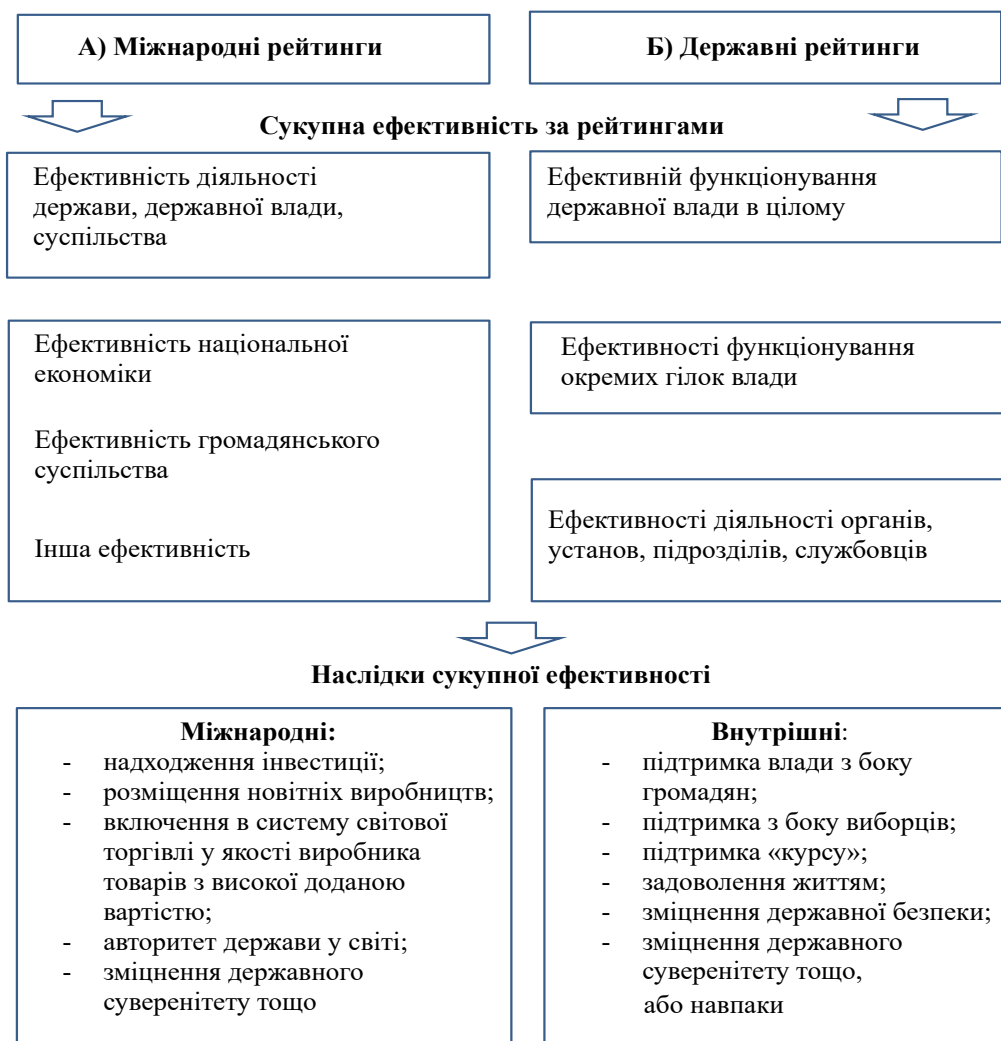 А) Міжнародні рейтинги
Б) Державні рейтинги
Сукупна ефективність за рейтингами
Ефективність діяльності
держави, державної влади,
суспільства
Ефективність національної
економіки
Ефективність громадянського
суспільства
Інша ефективність
Ефективній функціонування
державної влади в цілому
Ефективності функціонування
окремих гілок влади
Ефективності діяльності органів,
установ, підрозділів, службовців
Наслідки сукупної ефективності
Міжнародні:
- надходження інвестиції;
- розміщення новітніх виробництв;
- включення в систему світової
торгівлі у якості виробника
товарів з високої доданою
вартістю;
- авторитет держави у світі;
- зміцнення державного
суверенітету тощо
Внутрішні:
- підтримка влади з боку
громадян;
- підтримка з боку виборців;
- підтримка «курсу»;
- задоволення життям;
- зміцнення державної безпеки;
- зміцнення державного
суверенітету тощо,
або навпаки